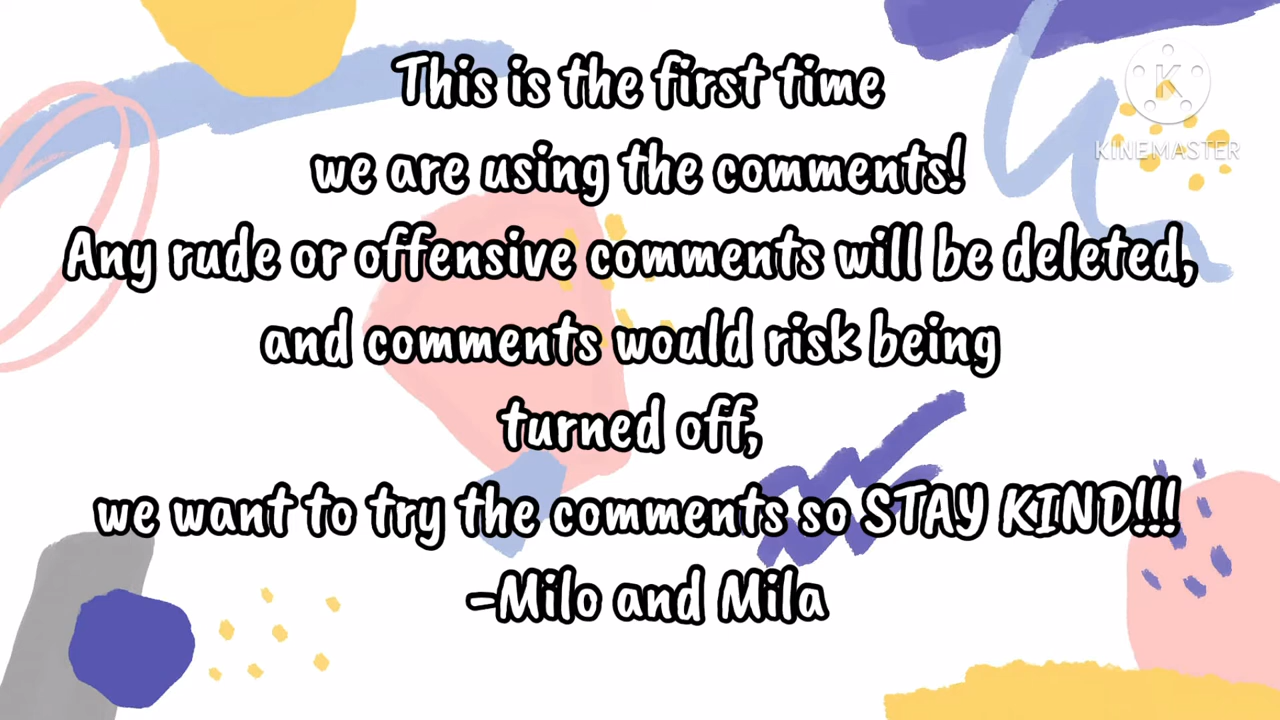 This is the first time
we are using the comments!
Any rude or offensive comments will be deleted,
and comments would risk being
turned off,
we want to try the comments so STAY KIND!!!
-Milo and Mila
K
KINEMASTER